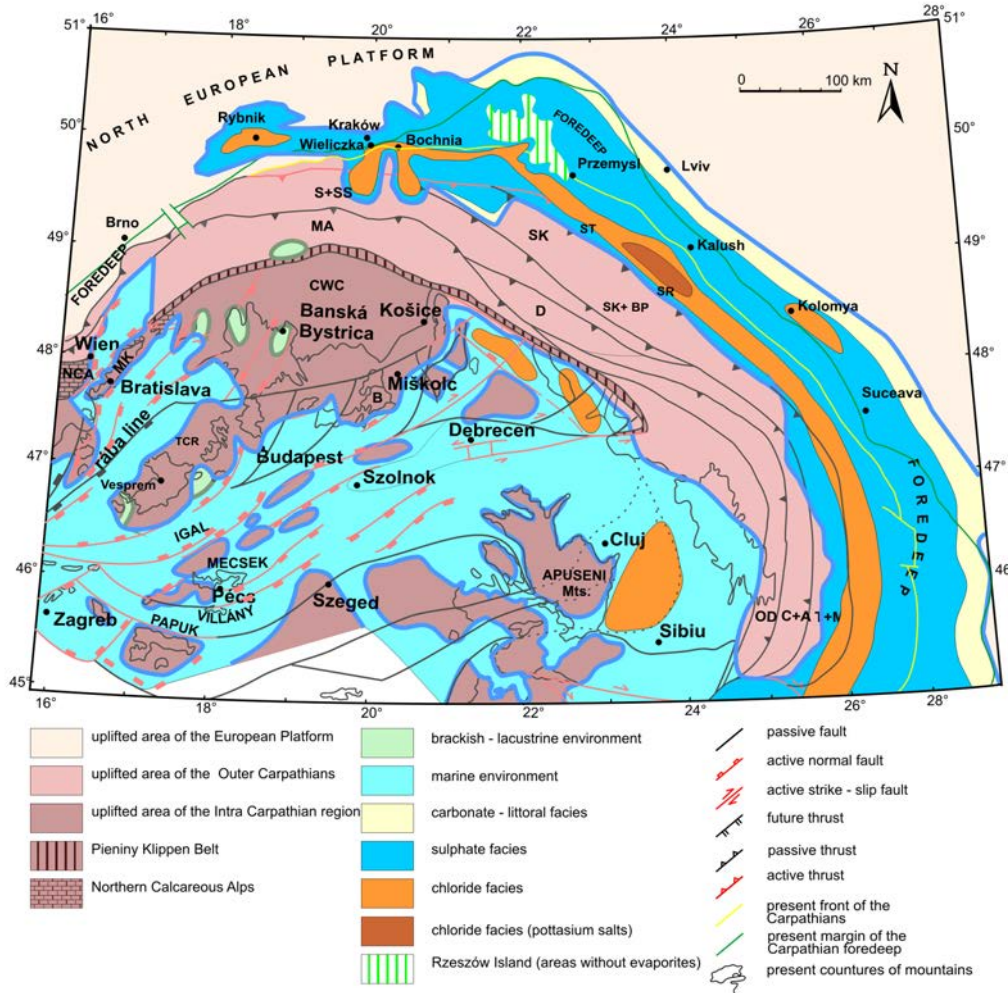 51° 16° 18° 20° 22° 24° 26° 28°
51°
NORTH EUROPEAN PLATFORM
0 100 km
N
50°
50°
Rybnik
Kraków
Wieliczka
Bochnia
FOREDEEP
Przemysl
Lviv
S+SS
Brno
MA
SK
ST
Kalush
49°
49°
FOREDEEP
CWC
SR
Banská
Bystrica
Košice
D
SK+ BP
Kolomya
Wien
48°
48°
NCA
MK
Bratislava
Miškolc
B
Suceava
rába line
TCR
Debrecen
47°
47°
Budapest
Vesprem
Szolnok
FOREDEEP
IGAL
Cluj
46°
46°
MECSEK
APUSENI
Mts.
Pécs
VILLANY
Szeged
Zagreb
PAPUK
OD C+A T+M
Sibiu
45°
45°
16° 18° 20° 22° 24° 26° 28°
uplifted area of the European Platform
uplifted area of the Outer Carpathians
uplifted area of the Intra Carpathian region
Pieniny Klippen Belt
Northern Calcareous Alps
brackish - lacustrine environment
marine environment
carbonate - littoral facies
sulphate facies
chloride facies
chloride facies (pottasium salts)
Rzeszów Island (areas without evaporites)
passive fault
active normal fault
active strike - slip fault
future thrust
passive thrust
active thrust
present front of the
Carpathians
present margin of the
Carpathian foredeep
present countures of mountains